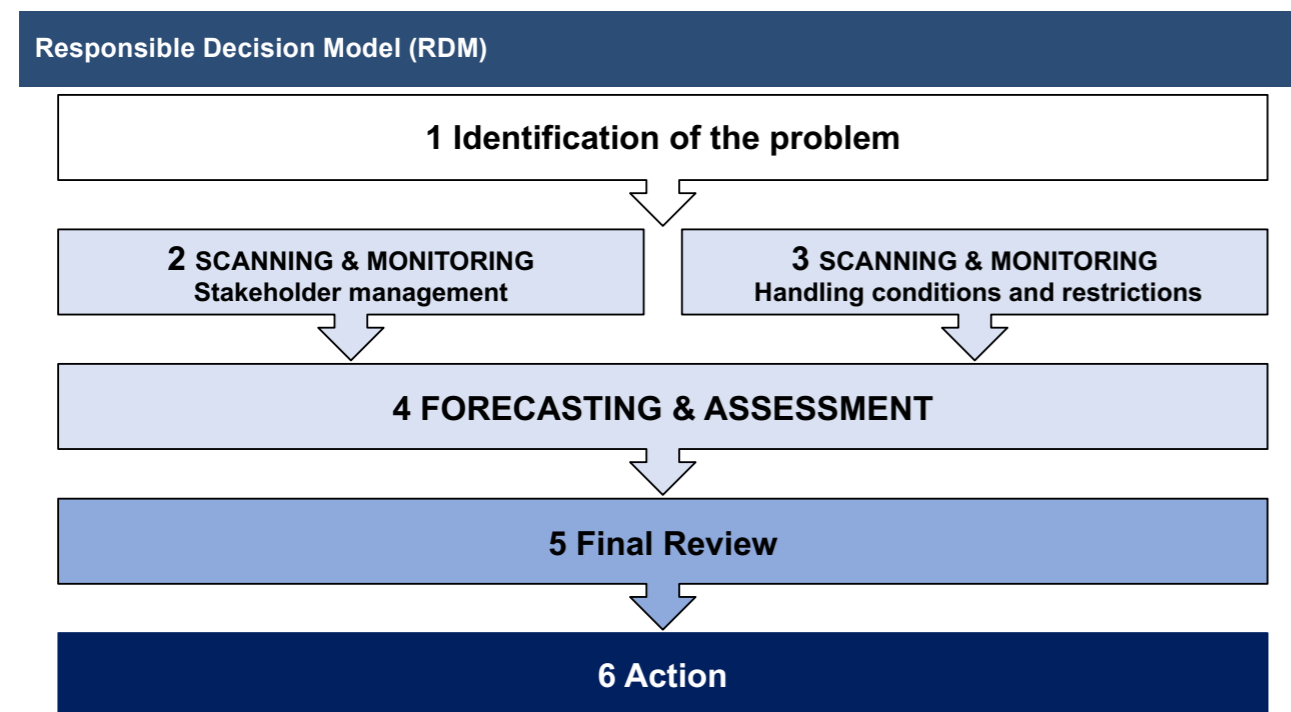 Responsible Decision Model (RDM)
1 Identification of the problem
2 SCANNING & MONITORING
Stakeholder management
3 SCANNING & MONITORING
Handling conditions and restrictions
4 FORECASTING & ASSESSMENT
5 Final Review
6 Action